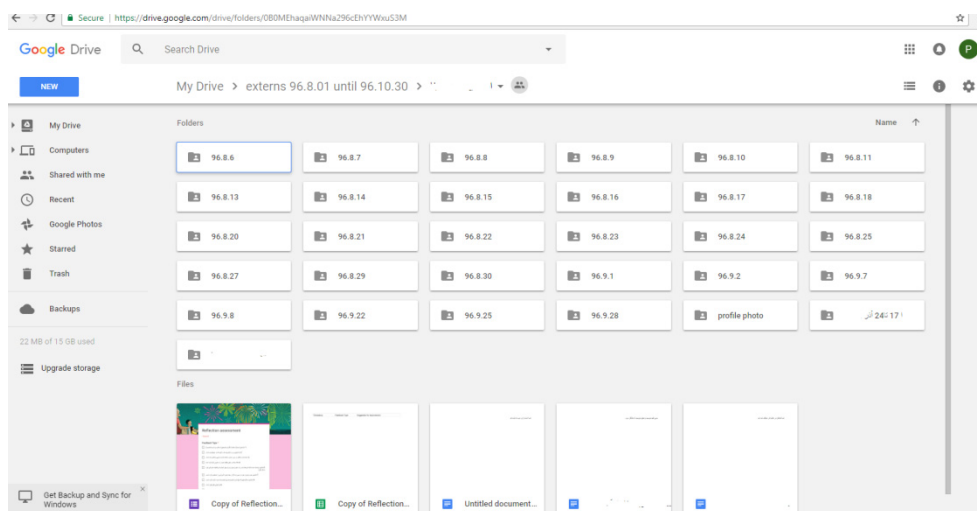 Secure | https://drive.google.com/drive/folders/0B0MEhaqaiWNNa296cEhYYWxuS3M
Google Drive Search Drive P
NEW My Drive > externs 96.8.01 until 96.10.30 >
My Drive Folders Name
Computers 96.8.6 96.8.7 96.8.8 96.8.9 96.8.10 96.8.11
Shared with me
Recent 96.8.13 96.8.14 96.8.15 96.8.16 96.8.17 96.8.18
Google Photos
Starred 96.8.20 96.8.21 96.8.22 96.8.23 96.8.24 96.8.25
Trash 96.8.27 96.8.29 96.8.30 96.9.1 96.9.2 96.9.7
Backups 96.9.8 96.9.22 96.9.25 96.9.28 profile photo
22 MB of 15 GB used
Upgrade storage
Files
Reflection assessment
Get Backup and Sync for
Windows
Copy of Reflection... Copy of Reflection... Untitled document...